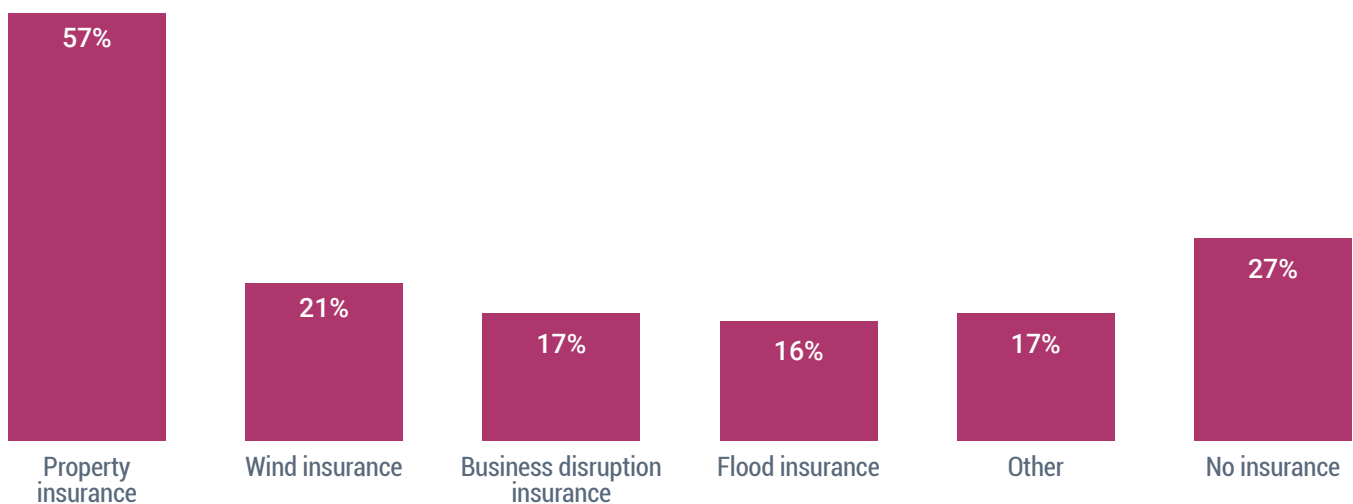 57%
21%
17%
16%
17%
27%
Property
insurance
Wind insurance
Business disruption
insurance
Flood insurance
Other
No insurance